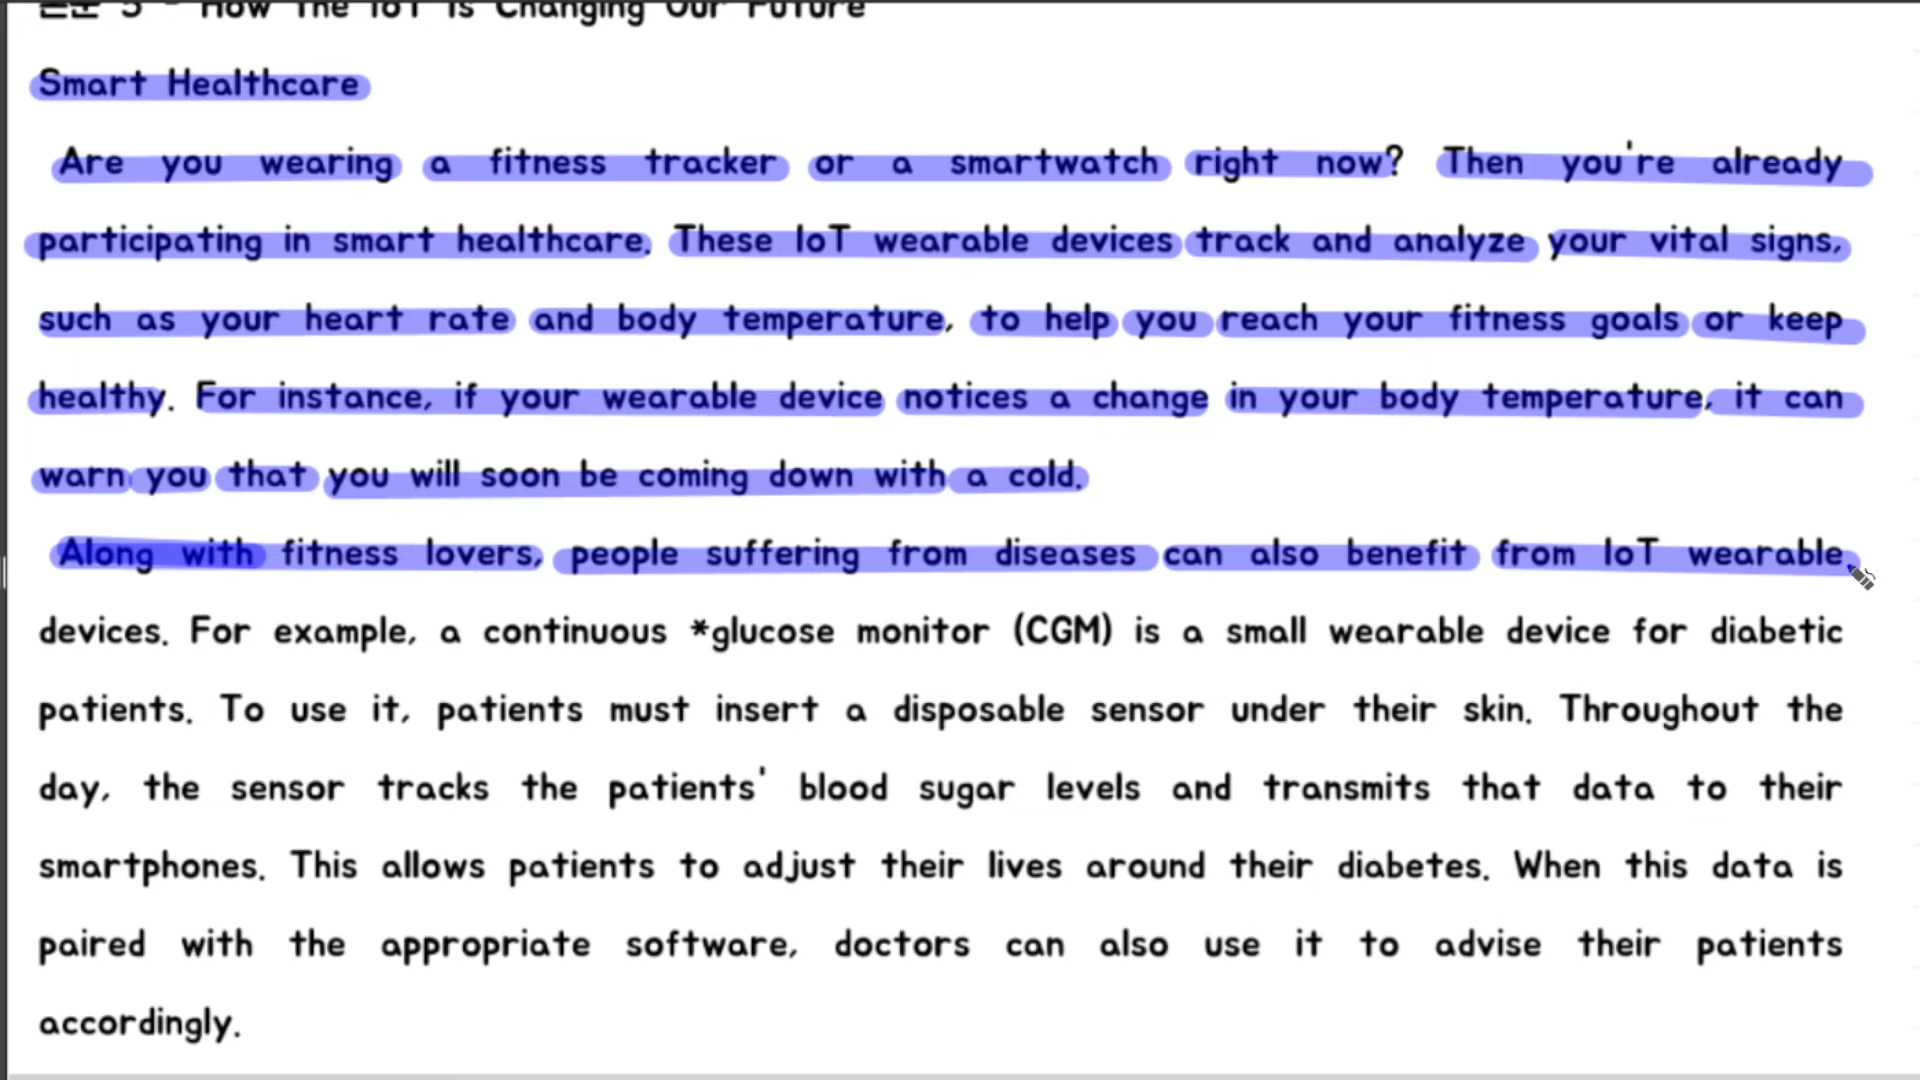 본문 3 - How the IoT Is Changing Our Future
Smart Healthcare
Are you wearing a fitness tracker or a smartwatch right now? Then you're already
participating in smart healthcare. These IoT wearable devices track and analyze your vital signs,
such as your heart rate and body temperature, to help you reach your fitness goals or keep
healthy. For instance, if your wearable device notices a change in your body temperature, it can
warn you that you will soon be coming down with a cold.
Along with fitness lovers, people suffering from diseases can also benefit from IoT wearable
devices. For example, a continuous *glucose monitor (CGM) is a small wearable device for diabetic
patients. To use it, patients must insert a disposable sensor under their skin. Throughout the
day, the sensor tracks the patients' blood sugar levels and transmits that data to their
smartphones. This allows patients to adjust their lives around their diabetes. When this data is
paired with the appropriate software, doctors can also use it to advise their patients
accordingly.